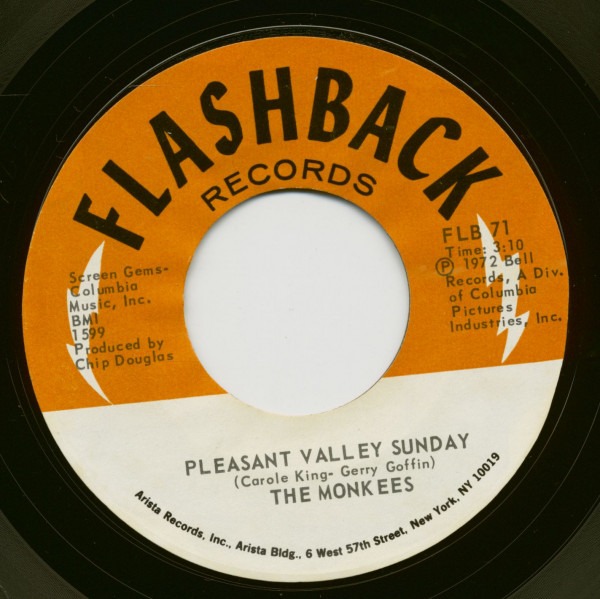 FLASHBACK
RECORDS
Screen Gems-
Columbia
Music, Inc.
BMI
1599
Produced by
Chip Douglas
FLB 71
Time: 3:10
Ⓟ 1972 Bell
Records, A Div.
of Columbia
Pictures
Industries, Inc.
PLEASANT VALLEY SUNDAY
(Carole King- Gerry Goffin)
THE MONKEES
Arista Records, Inc., Arista Bldg., 6 West 57th Street, New York, NY 10019